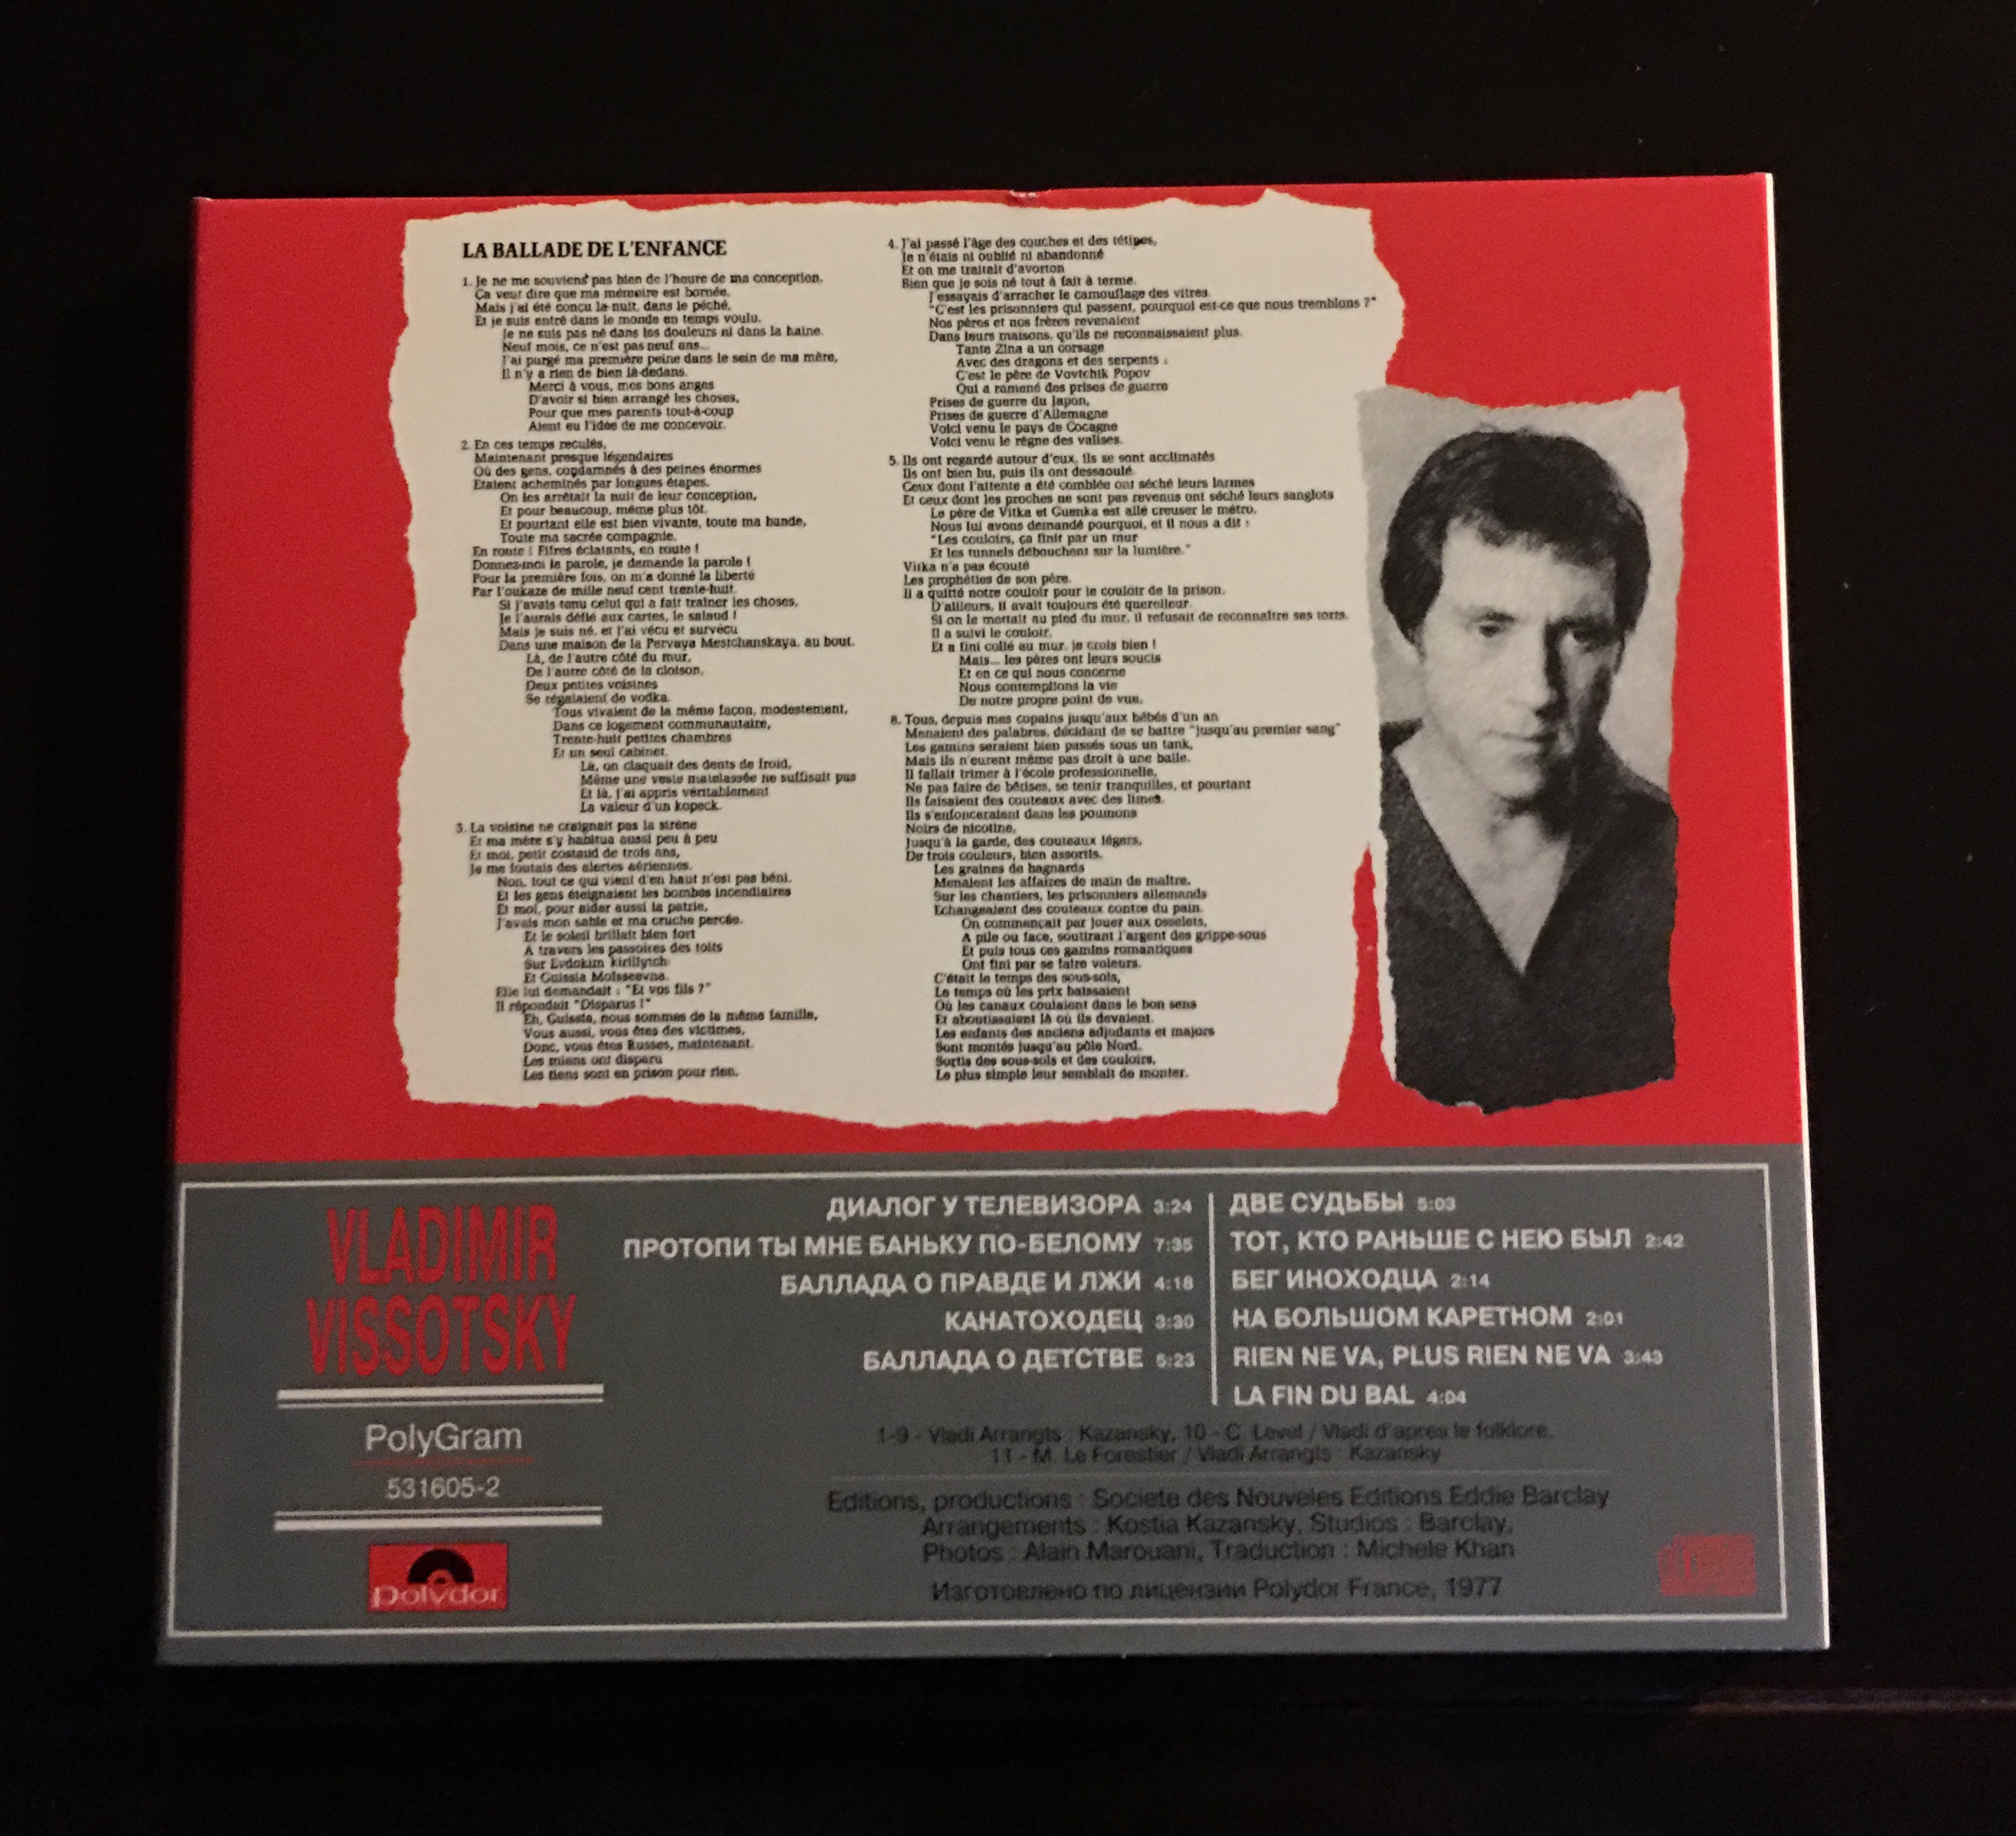 LA BALLADE DE L'ENFANCE
1. Je ne me souviens pas bien de l'heure de ma conception.
Ça veut dire que ma mémoire est bornée.
Mais j'ai été conçu la nuit, dans le péché,
Et je suis entré dans le monde en temps voulu.
Je ne suis pas né dans les douleurs ni dans la haine.
Neuf mois, ce n'est pas neuf ans...
J'ai purgé ma première peine dans le sein de ma mère,
Il n'y a rien de bien là-dedans.
Merci à vous, mes bons anges
D'avoir si bien arrangé les choses,
Pour que mes parents tout-à-coup
Aient eu l'idée de me concevoir.
2. En ces temps reculés,
Maintenant presque légendaires
Où des gens, condamnés à des peines énormes
Etaient acheminés par longues étapes.
On les arrêtait la nuit de leur conception,
Et pour beaucoup, même plus tôt.
Et pourtant elle est bien vivante, toute ma bande,
Toute ma sacrée compagnie.
En route ! Fifres éclatants, en route !
Donnez-moi la parole, je demande la parole !
Pour la première fois, on m'a donné la liberté
Par l'oukaze de mille neuf cent trente-huit.
Si j'avais tenu celui qui a fait traîner les choses,
Je l'aurais défié aux cartes, le salaud !
Mais je suis né, et j'ai vécu et survécu
Dans une maison de la Pervaya Mestchanskaya, au bout.
Là, de l'autre côté du mur,
De l'autre côté de la cloison,
Deux petites voisines
Se régalaient de vodka.
Tous vivaient de la même façon, modestement,
Dans ce logement communautaire,
Trente-huit petites chambres
Et un seul cabinet.
Là, on claquait des dents de froid,
Même une veste matelassée ne suffisait pas
Et là, j'ai appris véritablement
La valeur d'un kopeck.
3. La voisine ne craignait pas la sirène
Et ma mère s'y habitua aussi peu à peu
Et moi, petit costaud de trois ans,
Je me foutais des alertes aériennes.
Non, tout ce qui vient d'en haut n'est pas béni.
Et les gens éteignaient les bombes incendiaires
Et moi, pour aider aussi la patrie,
J'avais mon sable et ma cruche percée.
Et le soleil brillait bien fort
A travers les passoires des toits
Sur Evdokim kirillytch
Et Guissia Moisseevna.
Elle lui demandait : "Et vos fils ?"
Il répondait "Disparus !"
Eh, Guissia, nous sommes de la même famille,
Vous aussi, vous êtes des victimes,
Donc, vous êtes Russes, maintenant.
Les miens ont disparu
Les tiens sont en prison pour rien.
4. J'ai passé l'âge des couches et des tétines,
Je n'étais ni oublié ni abandonné
Et on me traitait d'avorton
Bien que je sois né tout à fait à terme.
J'essayais d'arracher le camouflage des vitres.
"C'est les prisonniers qui passent, pourquoi est-ce que nous tremblons ?"
Nos pères et nos frères revenaient
Dans leurs maisons, qu'ils ne reconnaissaient plus.
Tante Zina a un corsage
Avec des dragons et des serpents :
C'est le père de Vovtchik Popov
Qui a ramené des prises de guerre
Prises de guerre du Japon,
Prises de guerre d'Allemagne
Voici venu le pays de Cocagne
Voici venu le règne des valises.
5. Ils ont regardé autour d'eux, ils se sont acclimatés
Ils ont bien bu, puis ils ont dessaoulé.
Ceux dont l'attente a été comblée ont séché leurs larmes
Et ceux dont les proches ne sont pas revenus ont séché leurs sanglots
Le père de Vitka et Guenka est allé creuser le métro.
Nous lui avons demandé pourquoi, et il nous a dit :
"Les couloirs, ça finit par un mur
Et les tunnels débouchent sur la lumière."
Vitka n'a pas écouté
Les prophéties de son père.
Il a quitté notre couloir pour le couloir de la prison.
D'ailleurs, il avait toujours été querelleur.
Si on le mettait au pied du mur, il refusait de reconnaître ses torts.
Il a suivi le couloir.
Et a fini collé au mur, je crois bien !
Mais... les pères ont leurs soucis
Et en ce qui nous concerne
Nous contemplions la vie
De notre propre point de vue.
6. Tous, depuis mes copains jusqu'aux bébés d'un an
Menaient des palabres, décidant de se battre "jusqu'au premier sang"
Les gamins seraient bien passés sous un tank,
Mais ils n'eurent même pas droit à une balle.
Il fallait trimer à l'école professionnelle,
Ne pas faire de bêtises, se tenir tranquilles, et pourtant
Ils faisaient des couteaux avec des limes.
Ils s'enfonceraient dans les poumons
Noirs de nicotine,
Jusqu'à la garde, des couteaux légers,
De trois couleurs, bien assortis.
Les graines de bagnards
Menaient les affaires de main de maître.
Sur les chantiers, les prisonniers allemands
Echangeaient des couteaux contre du pain.
On commençait par jouer aux osselets,
A pile ou face, soutirant l'argent des grippe-sous
Et puis tous ces gamins romantiques
Ont fini par se faire voleurs.
C'était le temps des sous-sols,
Le temps où les prix baissaient
Où les canaux coulaient dans le bon sens
Et aboutissaient là où ils devaient.
Les enfants des anciens adjudants et majors
Sont montés jusqu'au pôle Nord.
Sortis des sous-sols et des couloirs,
Le plus simple leur semblait de monter.
VLADIMIR
VISSOTSKY
PolyGram
531605-2
Polydor
ДИАЛОГ У ТЕЛЕВИЗОРА 3:24
ПРОТОПИ ТЫ МНЕ БАНЬКУ ПО-БЕЛОМУ 7:35
БАЛЛАДА О ПРАВДЕ И ЛЖИ 4:18
КАНАТОХОДЕЦ 3:30
БАЛЛАДА О ДЕТСТВЕ
ДВЕ СУДЬБЫ 5:03
ТОТ, КТО РАНЬШЕ С НЕЮ БЫЛ 2:42
БЕГ ИНОХОДЦА 2:14
НА БОЛЬШОМ КАРЕТНОМ 2:01
RIEN NE VA, PLUS RIEN NE VA 3:43
LA FIN DU BAL 4:04
1-9 - Vladi Arrangts : Kazansky, 10 - C. Level / Vladi d'apres le folklore,
11 - M. Le Forestier / Vladi Arrangts : Kazansky
Editions, productions : Societe des Nouveles Editions Eddie Barclay
Arrangements : Kostia Kazansky, Studios : Barclay,
Photos : Alain Marouani, Traduction : Michele Khan
Изготовлено по лицензии Polydor France, 1977